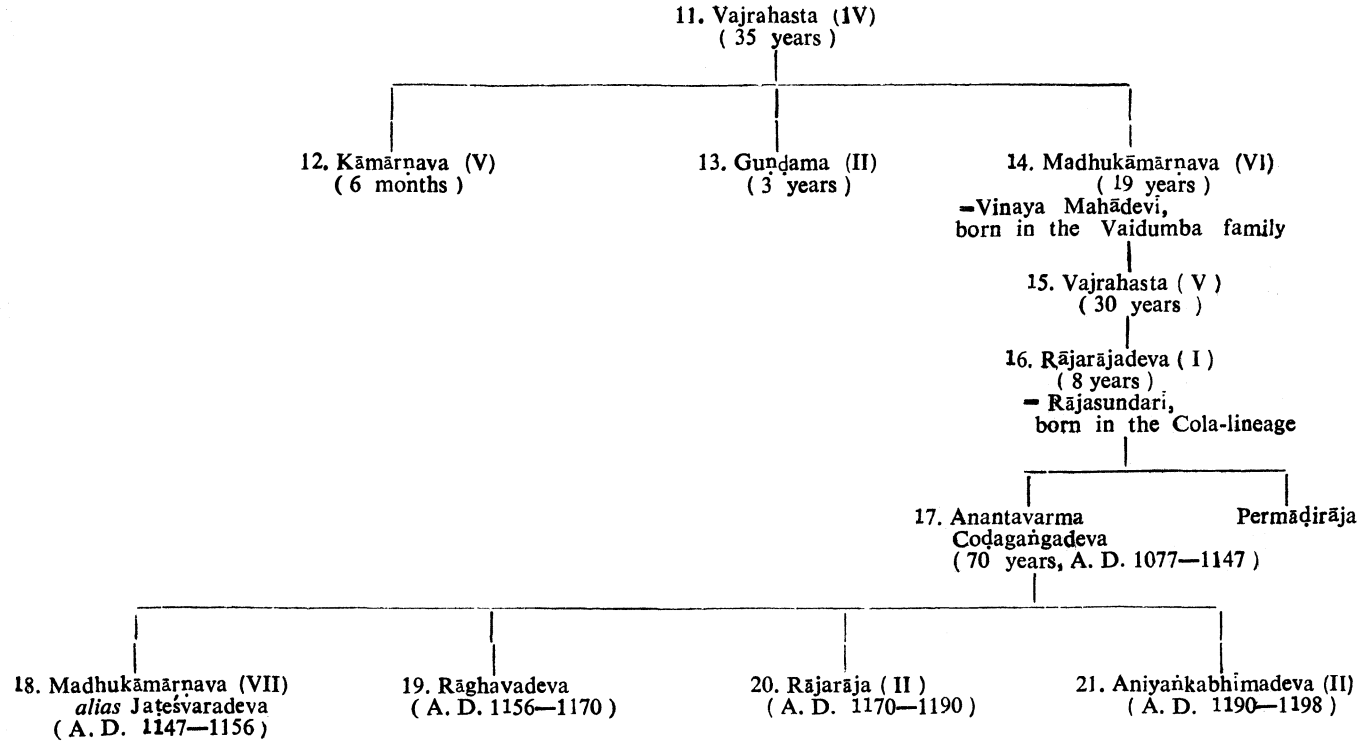 11. Vajrahasta (IV)
( 35 years )
12. Kāmārṇava (V)
( 6 months )
13. Guṇḍama (II)
( 3 years )
14. Madhukāmārṇava (VI)
( 19 years )
=Vinaya Mahādevi,
born in the Vaidumba family
15. Vajrahasta ( V )
( 30 years )
16. Rājarājadeva ( I )
( 8 years )
= Rājasundari,
born in the Cola-lineage
17. Anantavarma
Coḍagaṅgadeva
( 70 years, A. D. 1077—1147 )
Permāḍirāja
18. Madhukāmārṇava (VII)
alias Jaṭeśvaradeva
( A. D. 1147—1156 )
19. Rāghavadeva
( A. D. 1156—1170 )
20. Rājarāja ( II )
( A. D. 1170—1190 )
21. Aniyaṅkabhimadeva (II)
( A. D. 1190—1198 )